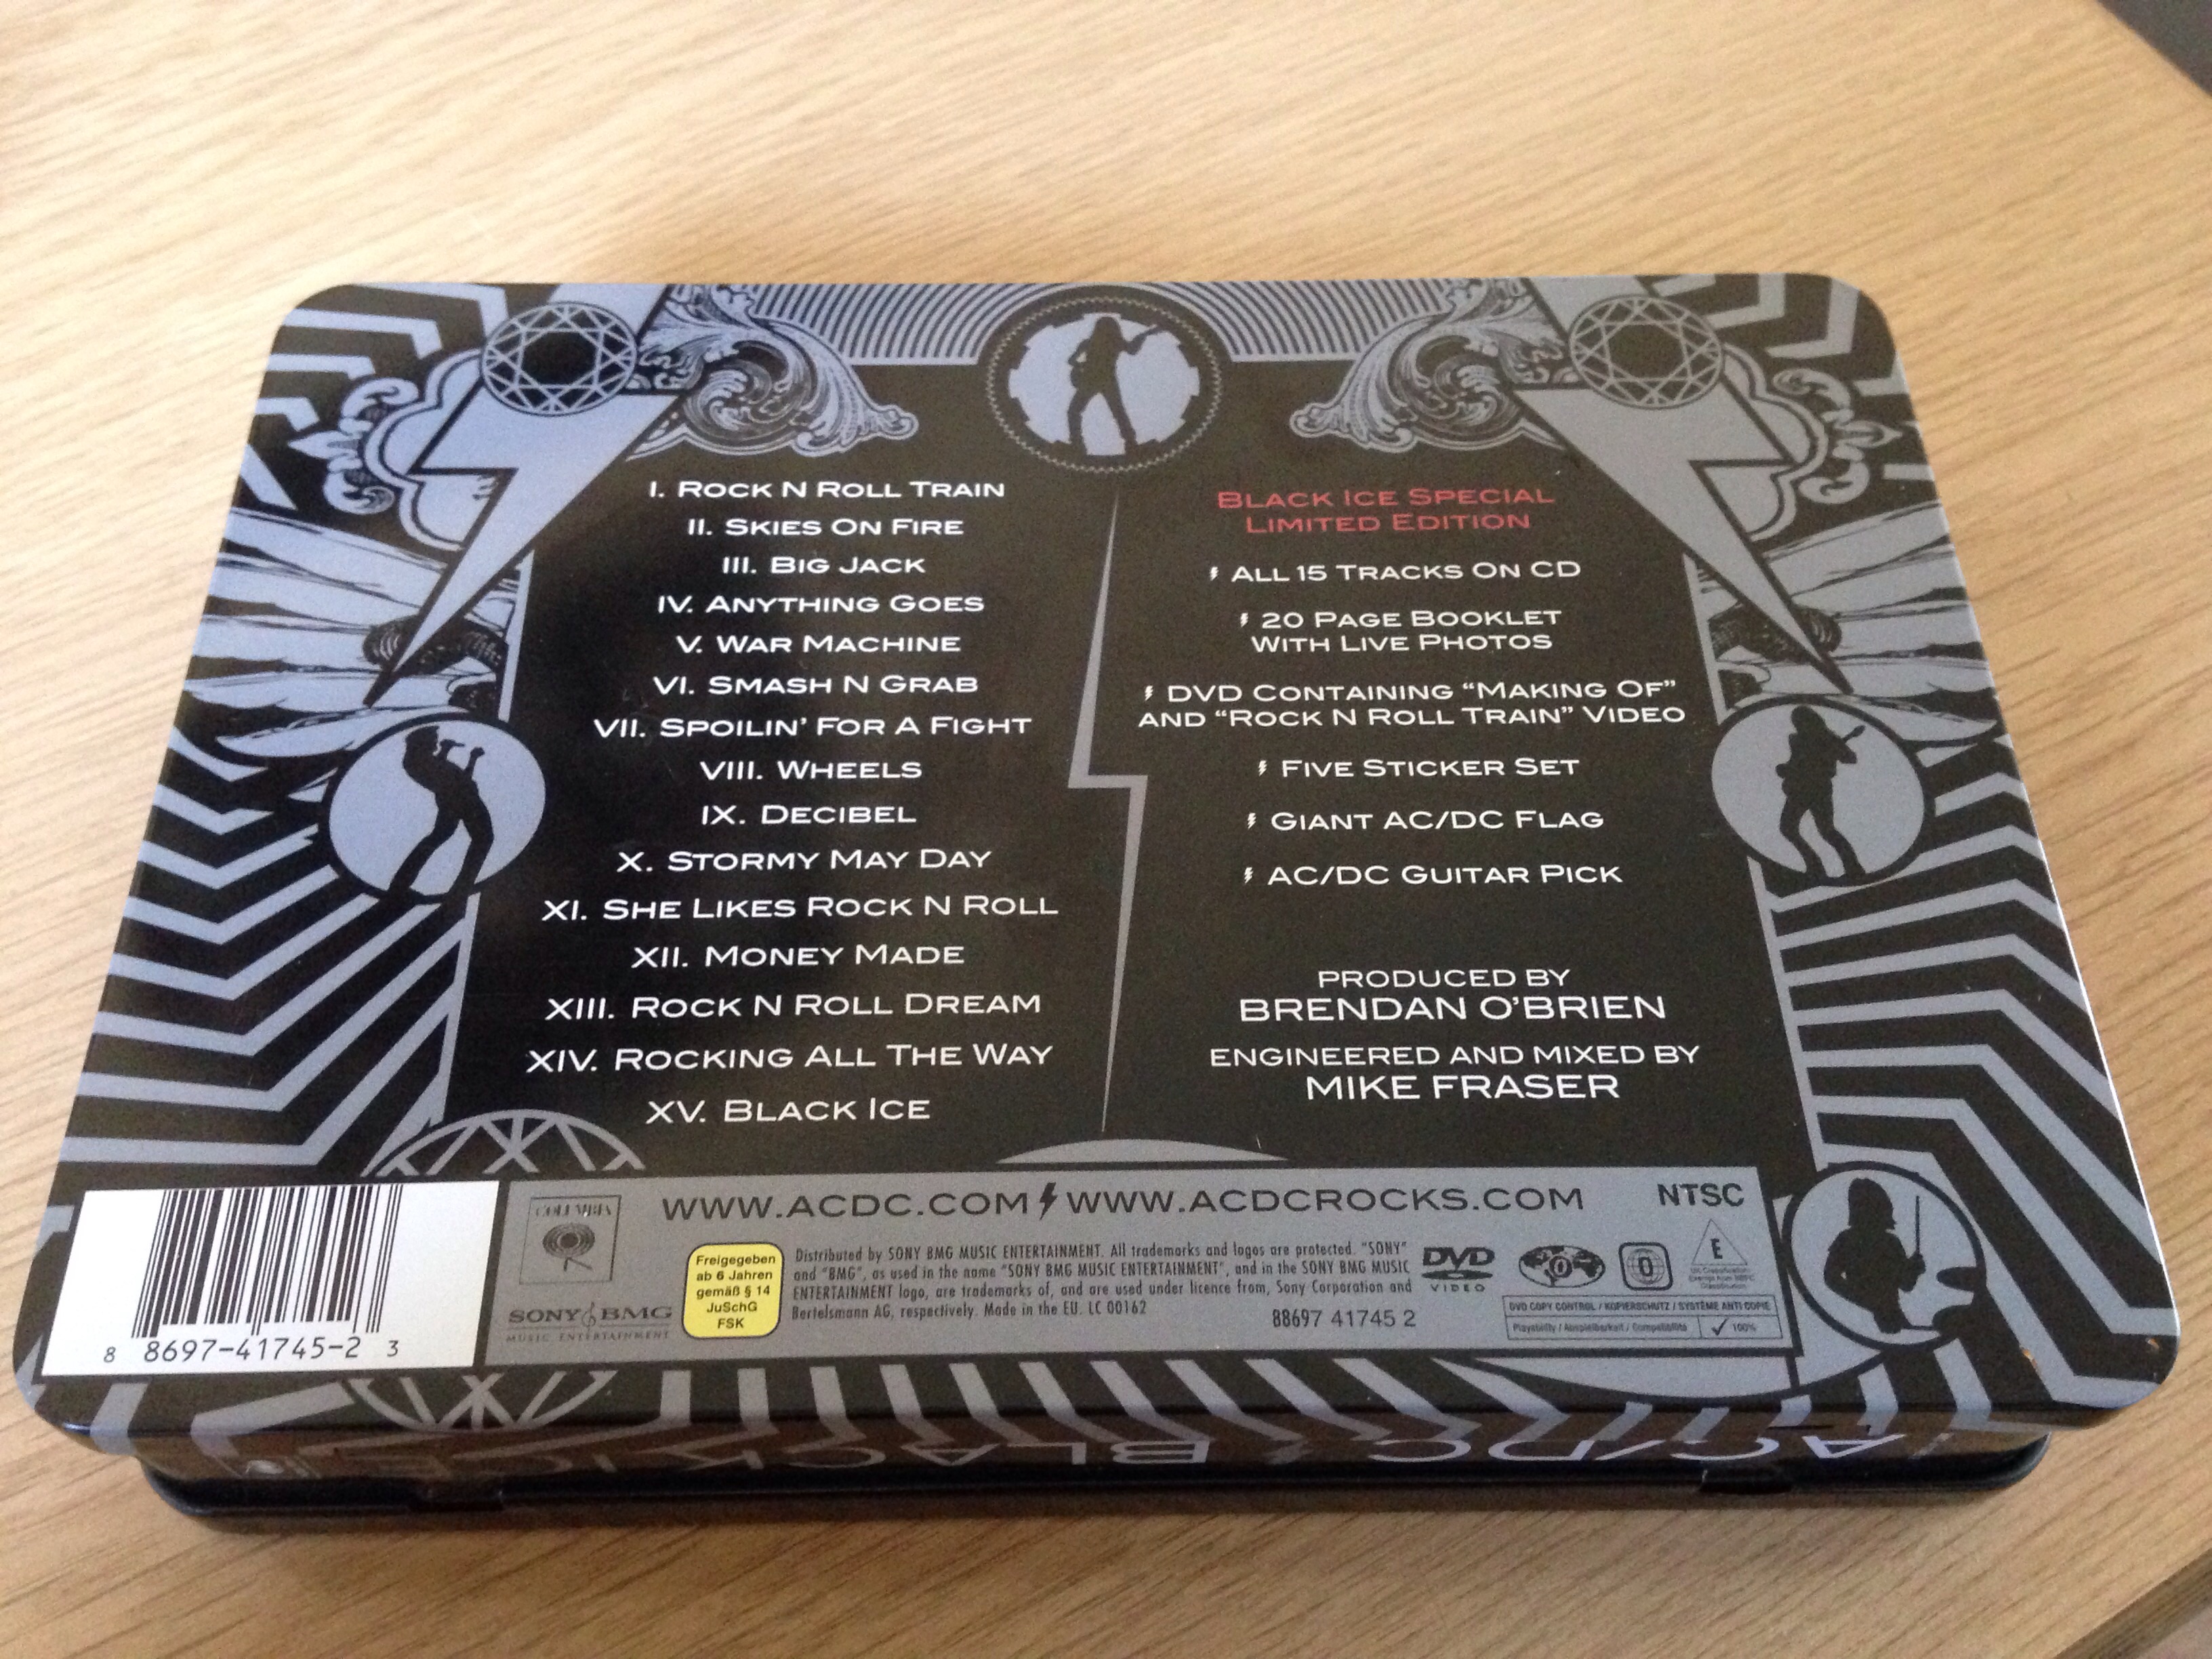 I. ROCK N ROLL TRAIN
II. SKIES ON FIRE
III. BIG JACK
IV. ANYTHING GOES
V. WAR MACHINE
VI. SMASH N GRAB
VII. SPOILIN' FOR A FIGHT
VIII. WHEELS
IX. DECIBEL
X. STORMY MAY DAY
XI. SHE LIKES ROCK N ROLL
XII. MONEY MADE
XIII. ROCK N ROLL DREAM
XIV. ROCKING ALL THE WAY
XV. BLACK ICE
BLACK ICE SPECIAL
LIMITED EDITION
ALL 15 TRACKS ON CD
20 PAGE BOOKLET
WITH LIVE PHOTOS
DVD CONTAINING "MAKING OF"
AND "ROCK N ROLL TRAIN" VIDEO
FIVE STICKER SET
GIANT AC/DC FLAG
AC/DC GUITAR PICK
PRODUCED BY
BRENDAN O'BRIEN
ENGINEERED AND MIXED BY
MIKE FRASER
8 8697-41745-2 3
COLUMBIA
SONY BMG
MUSIC ENTERTAINMENT
WWW.ACDC.COM WWW.ACDCROCKS.COM
NTSC
Freigegeben
ab 6 Jahren
gemäß § 14
JuSchG
FSK
Distributed by SONY BMG MUSIC ENTERTAINMENT. All trademarks and logos are protected. "SONY"
and "BMG", as used in the name "SONY BMG MUSIC ENTERTAINMENT", and in the SONY BMG MUSIC
ENTERTAINMENT logo, are trademarks of, and are used under licence from, Sony Corporation and
Bertelsmann AG, respectively. Made in the EU. LC 00162
88697 41745 2
DVD
VIDEO
0
0
E
DVD COPY CONTROL / KOPIERSCHUTZ / SYSTÈME ANTI COPIE
Playability / Abspielbarkeit / Compatibilité 100%
AC/DC BLACK ICE